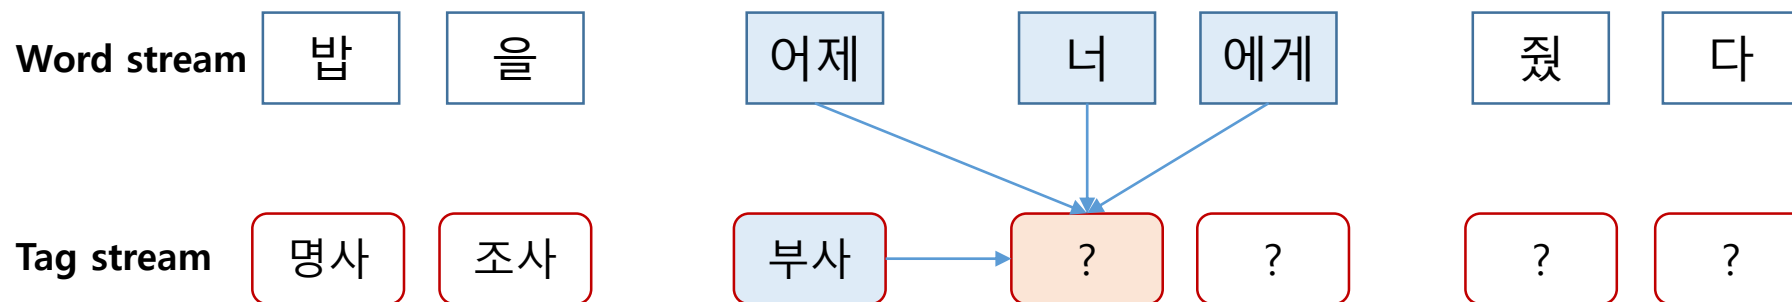 Word stream 밥 을 어제 너 에게 줬 다
Tag stream 명사 조사 부사 ? ? ? ?